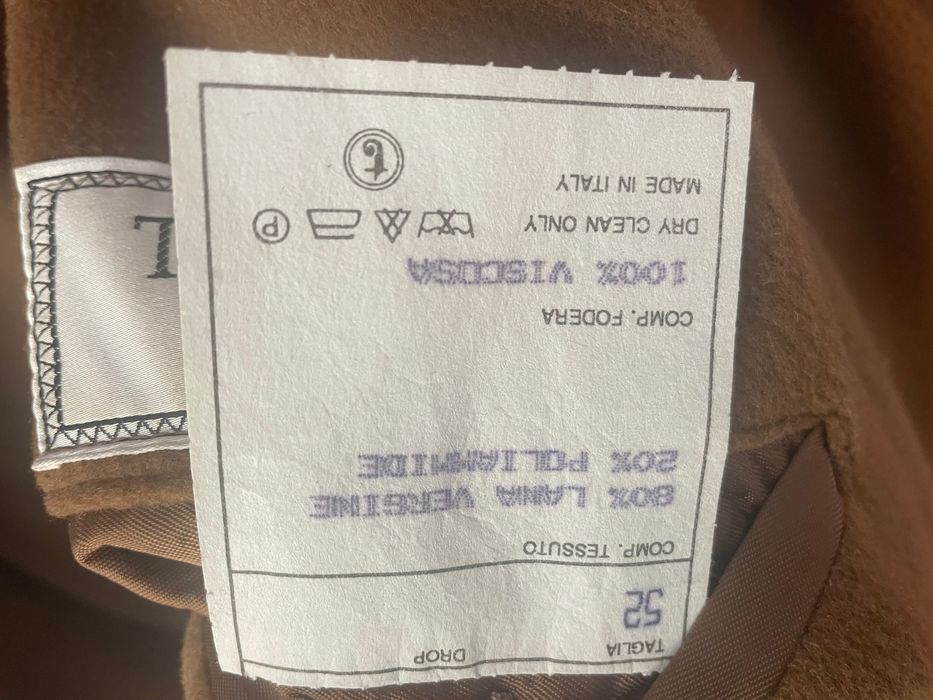 TAGLIA DROP
52
COMP. TESSUTO
80% LANA VERGINE
20% POLIAMMIDE
COMP. FODERA
100% VISCOSA
DRY CLEAN ONLY P
MADE IN ITALY
t